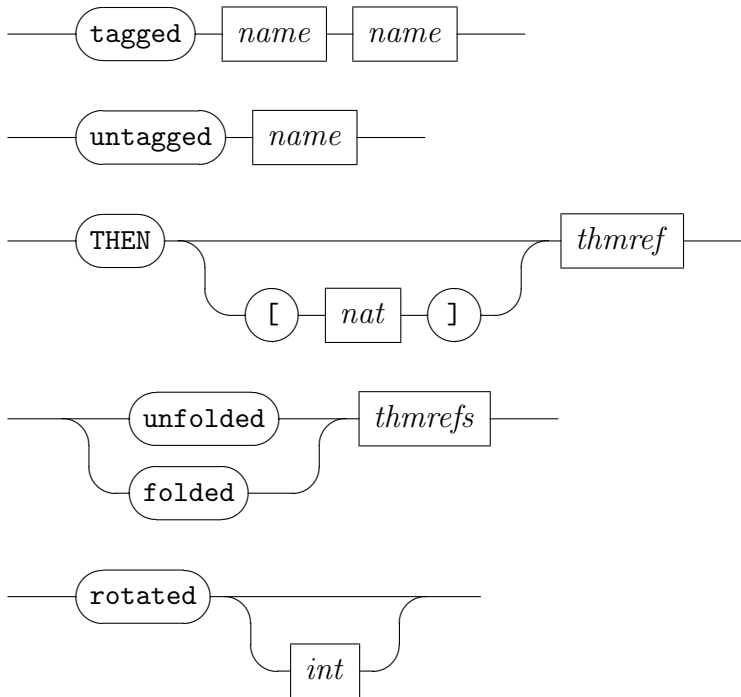 tagged name name
untagged name
THEN thmref
[ nat ]
unfolded thmrefs
folded
rotated
int